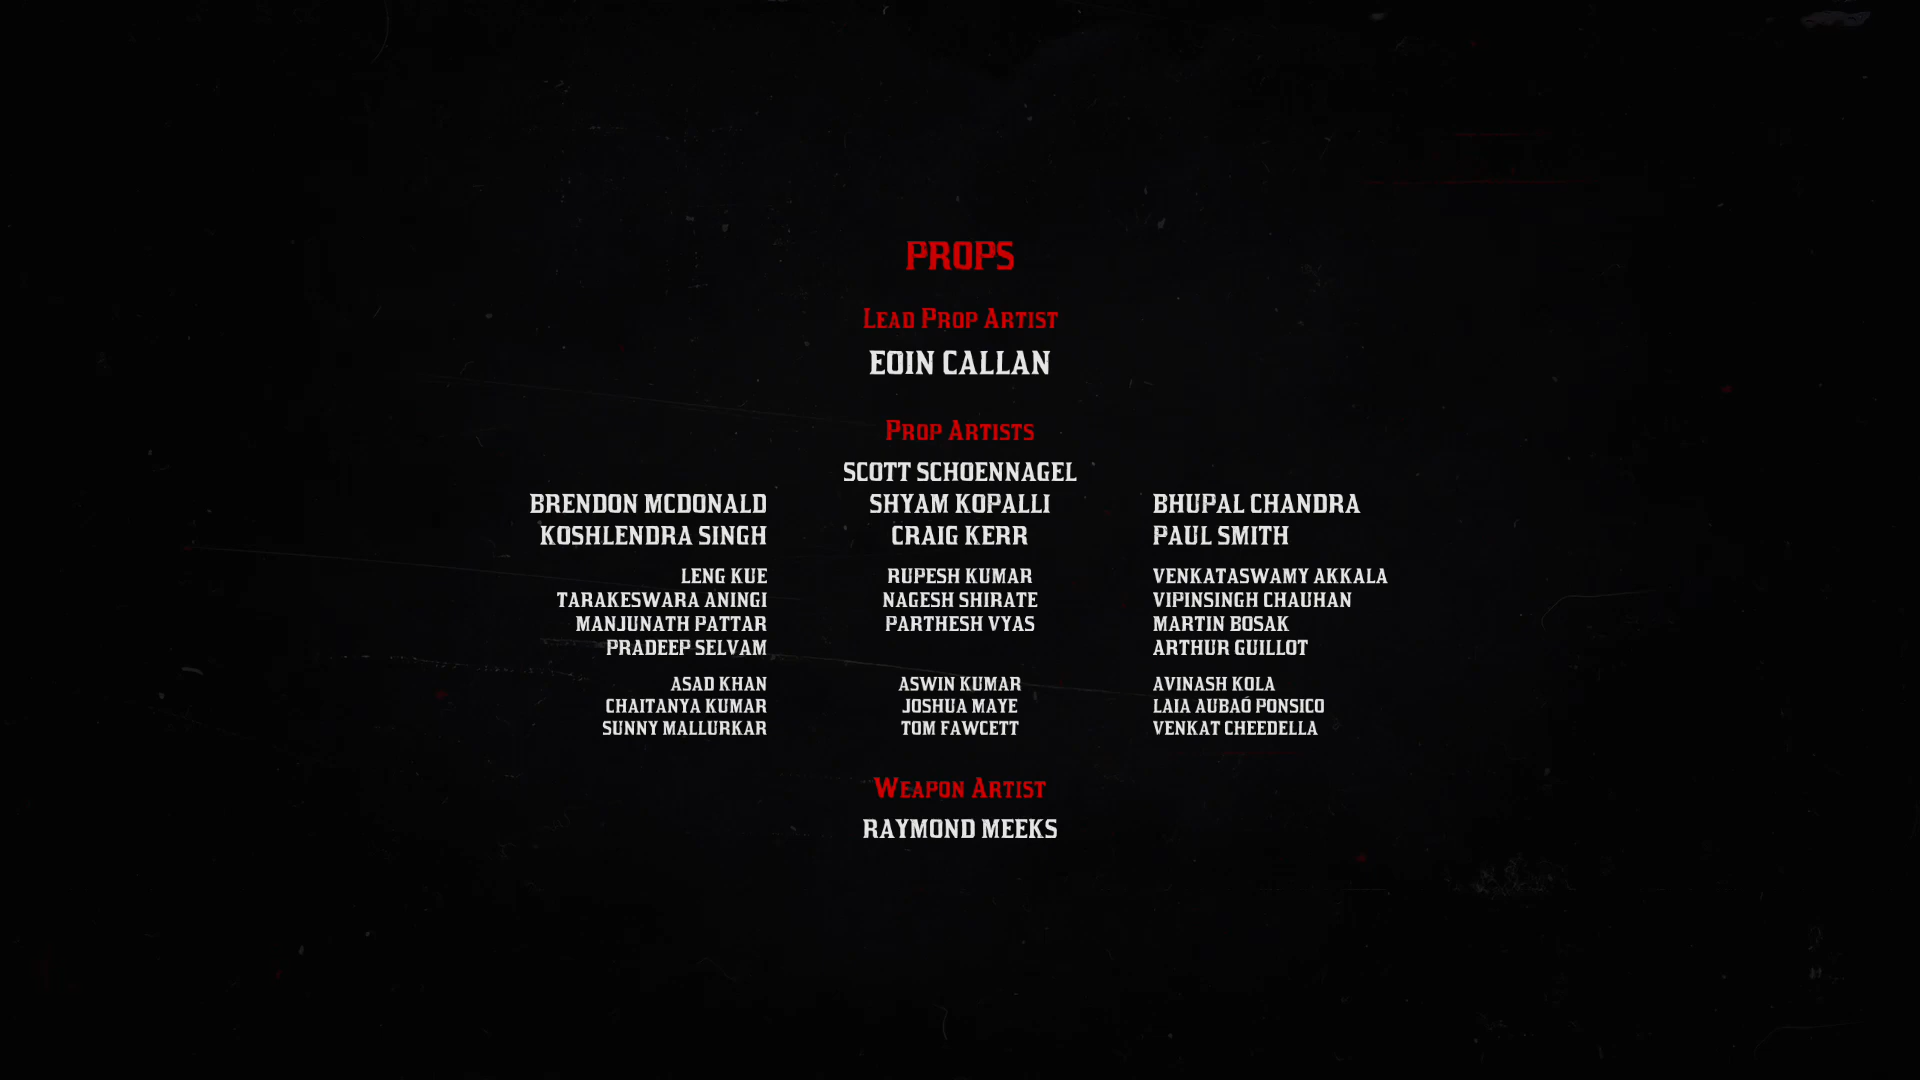 PROPS
LEAD PROP ARTIST
EOIN CALLAN
PROP ARTISTS
SCOTT SCHOENNAGEL
BRENDON MCDONALD SHYAM KOPALLI BHUPAL CHANDRA
KOSHLENDRA SINGH CRAIG KERR PAUL SMITH
LENG KUE RUPESH KUMAR VENKATASWAMY AKKALA
TARAKESWARA ANINGI NAGESH SHIRATE VIPINSINGH CHAUHAN
MANJUNATH PATTAR PARTHESH VYAS MARTIN BOSAK
PRADEEP SELVAM ARTHUR GUILLOT
ASAD KHAN ASWIN KUMAR AVINASH KOLA
CHAITANYA KUMAR JOSHUA MAYE LAIA AUBAÓ PONSICO
SUNNY MALLURKAR TOM FAWCETT VENKAT CHEEDELLA
WEAPON ARTIST
RAYMOND MEEKS